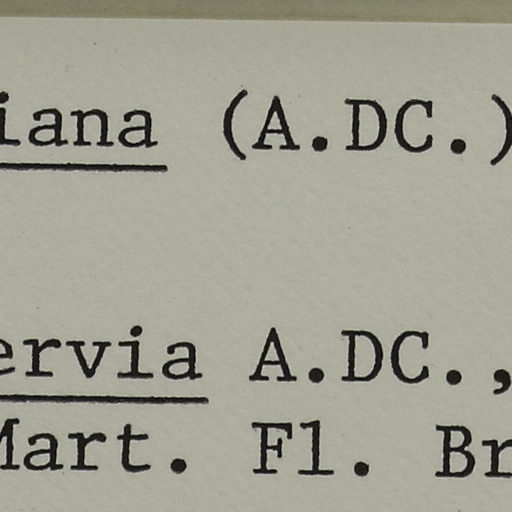 iana (A.DC.)
ervia A.DC.,
Mart. Fl. Br